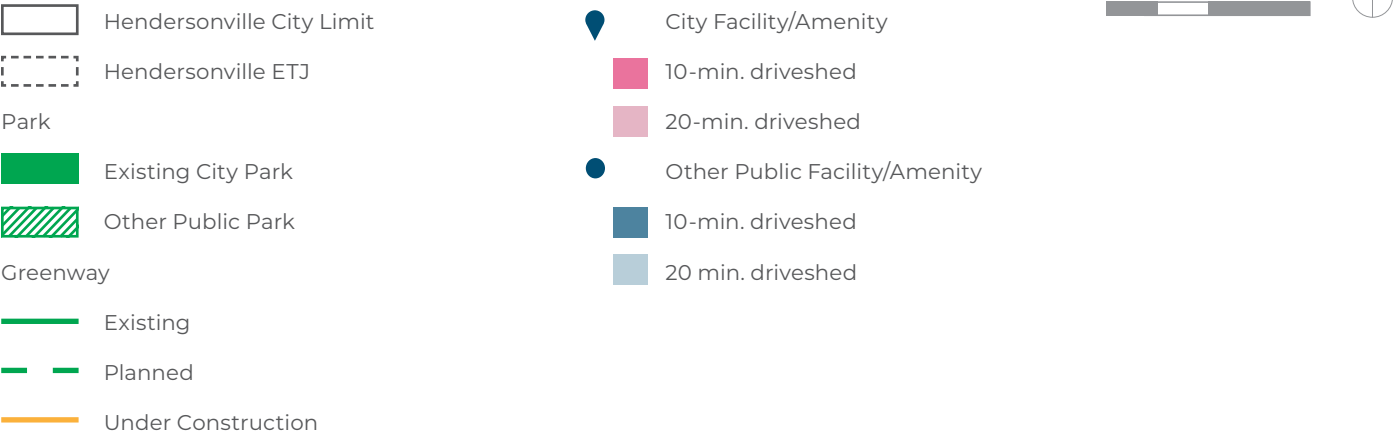 Hendersonville City Limit
Hendersonville ETJ
Park
Existing City Park
Other Public Park
Greenway
Existing
Planned
Under Construction
City Facility/Amenity
10-min. driveshed
20-min. driveshed
Other Public Facility/Amenity
10-min. driveshed
20 min. driveshed